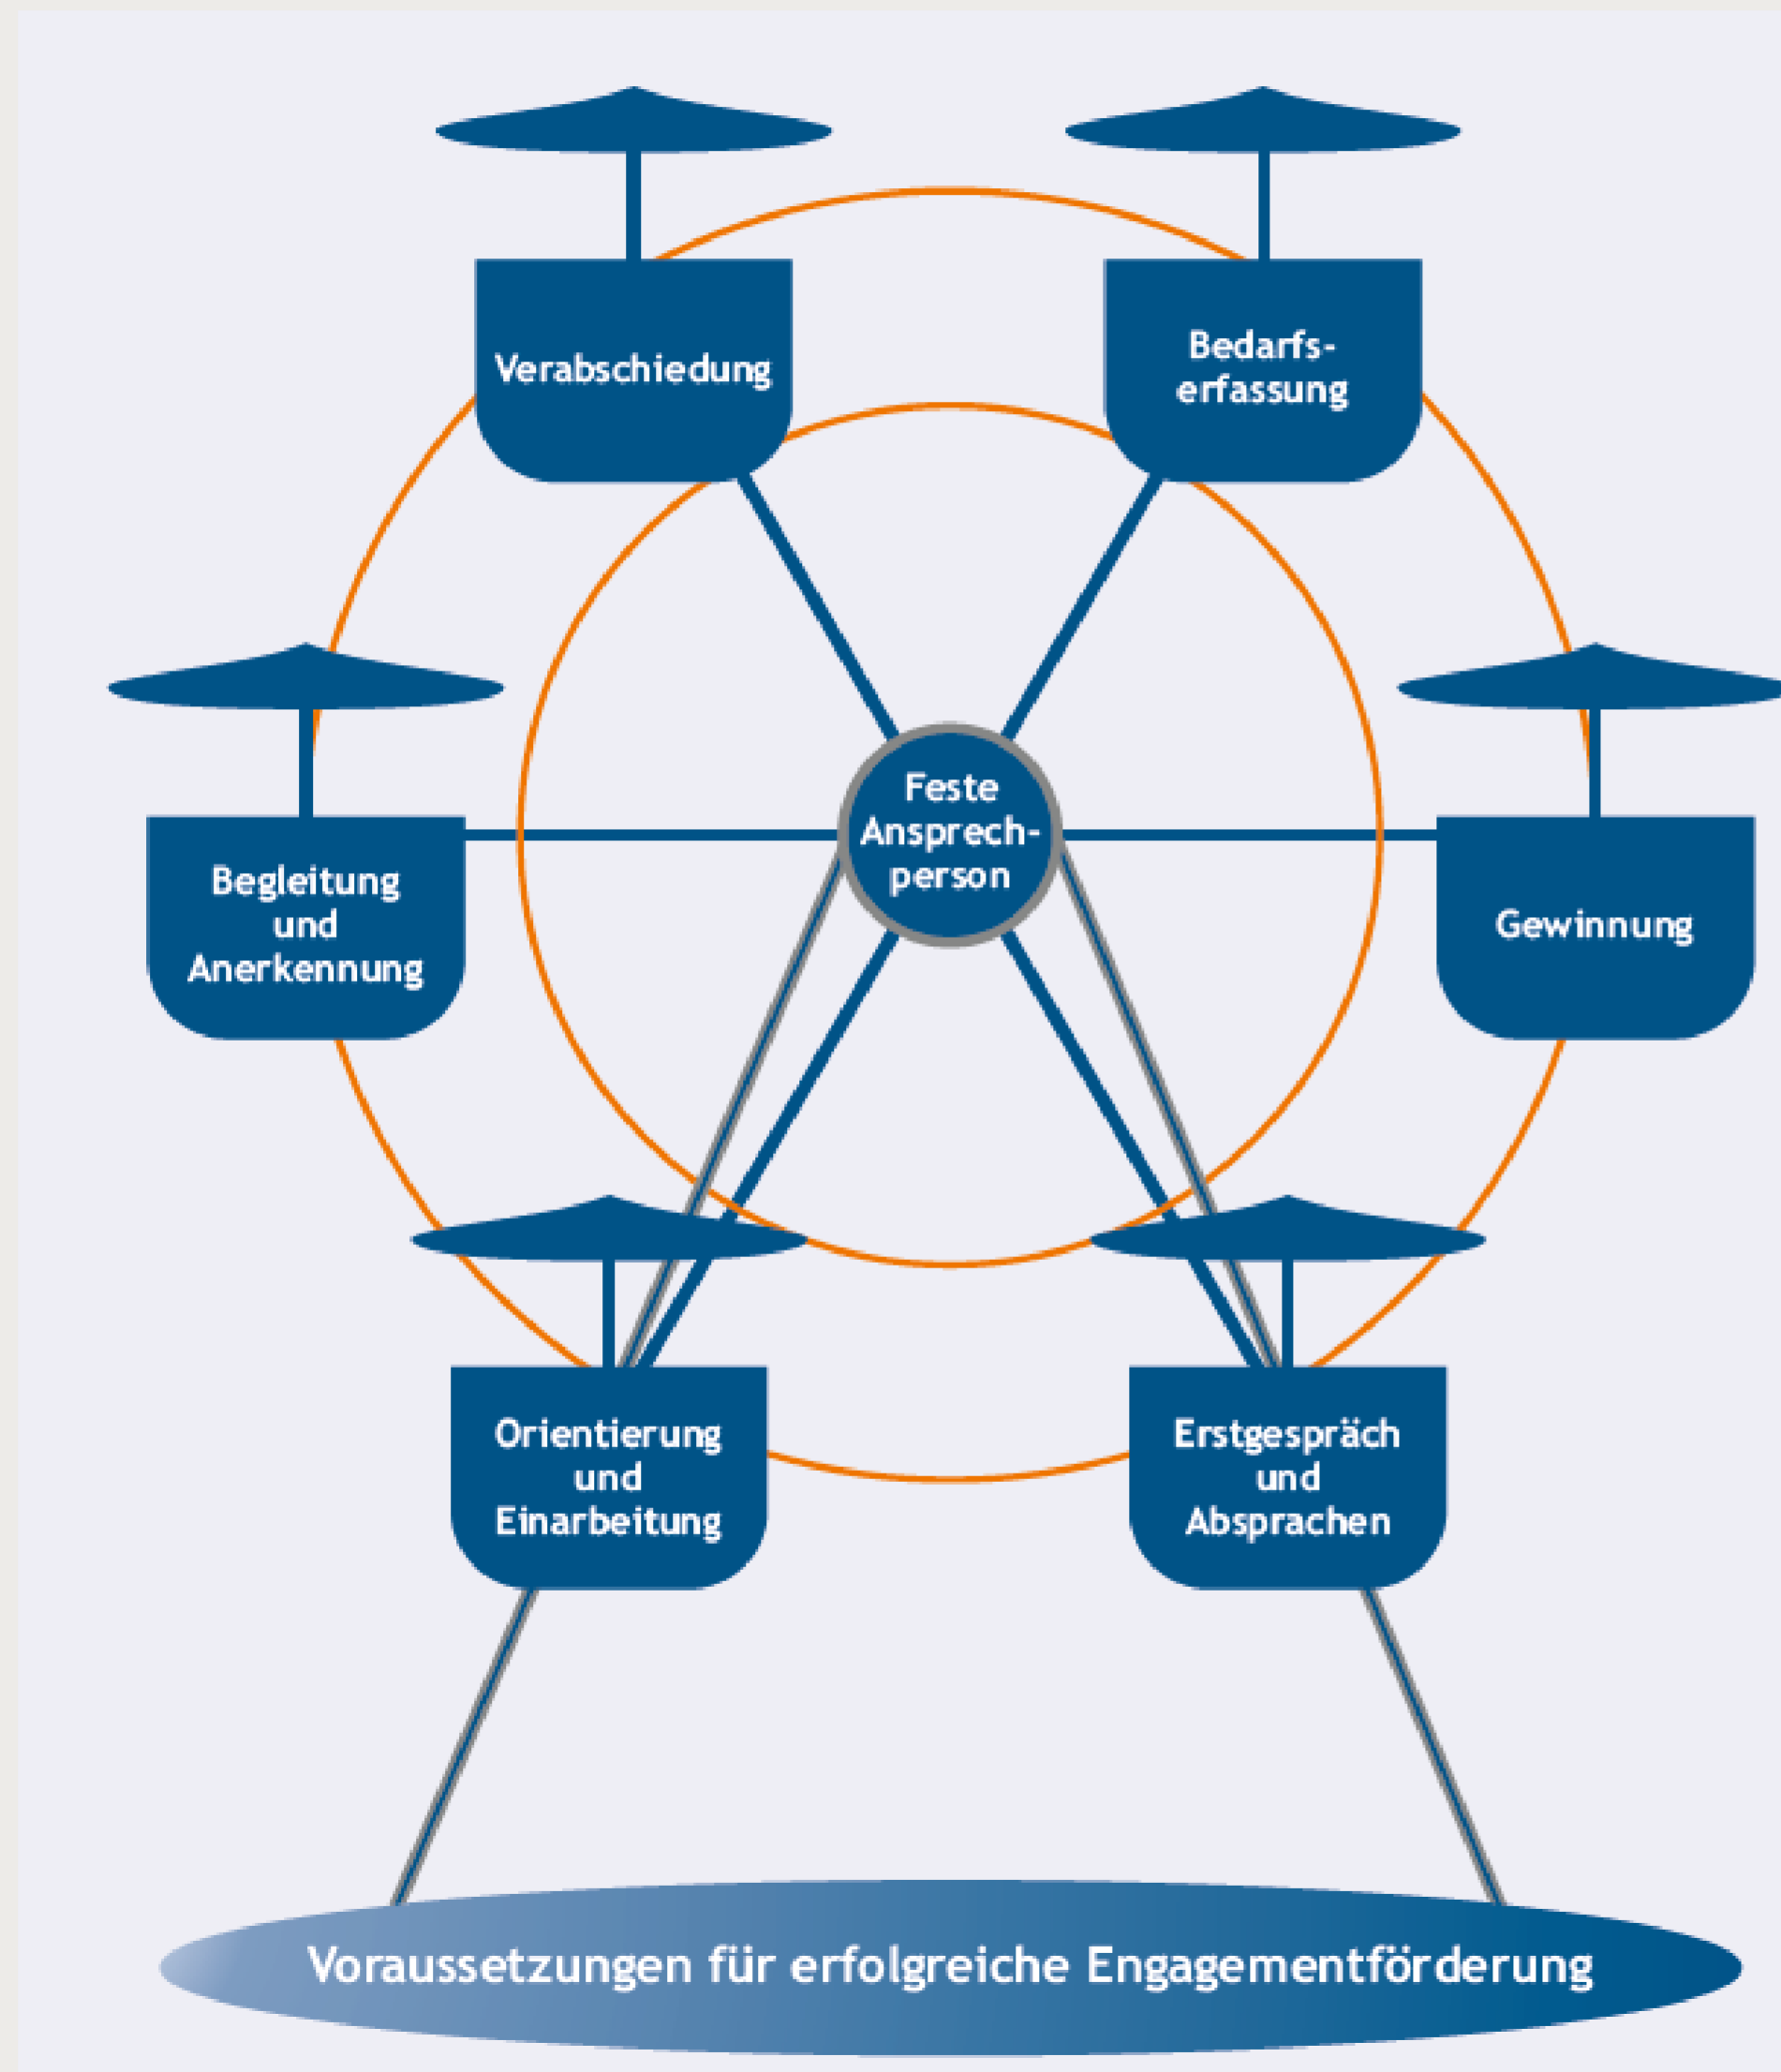 Verabschiedung
Bedarfs-
erfassung
Feste
Ansprech-
person
Begleitung
und
Anerkennung
Gewinnung
Orientierung
und
Einarbeitung
Erstgespräch
und
Absprachen
Voraussetzungen für erfolgreiche Engagementförderung